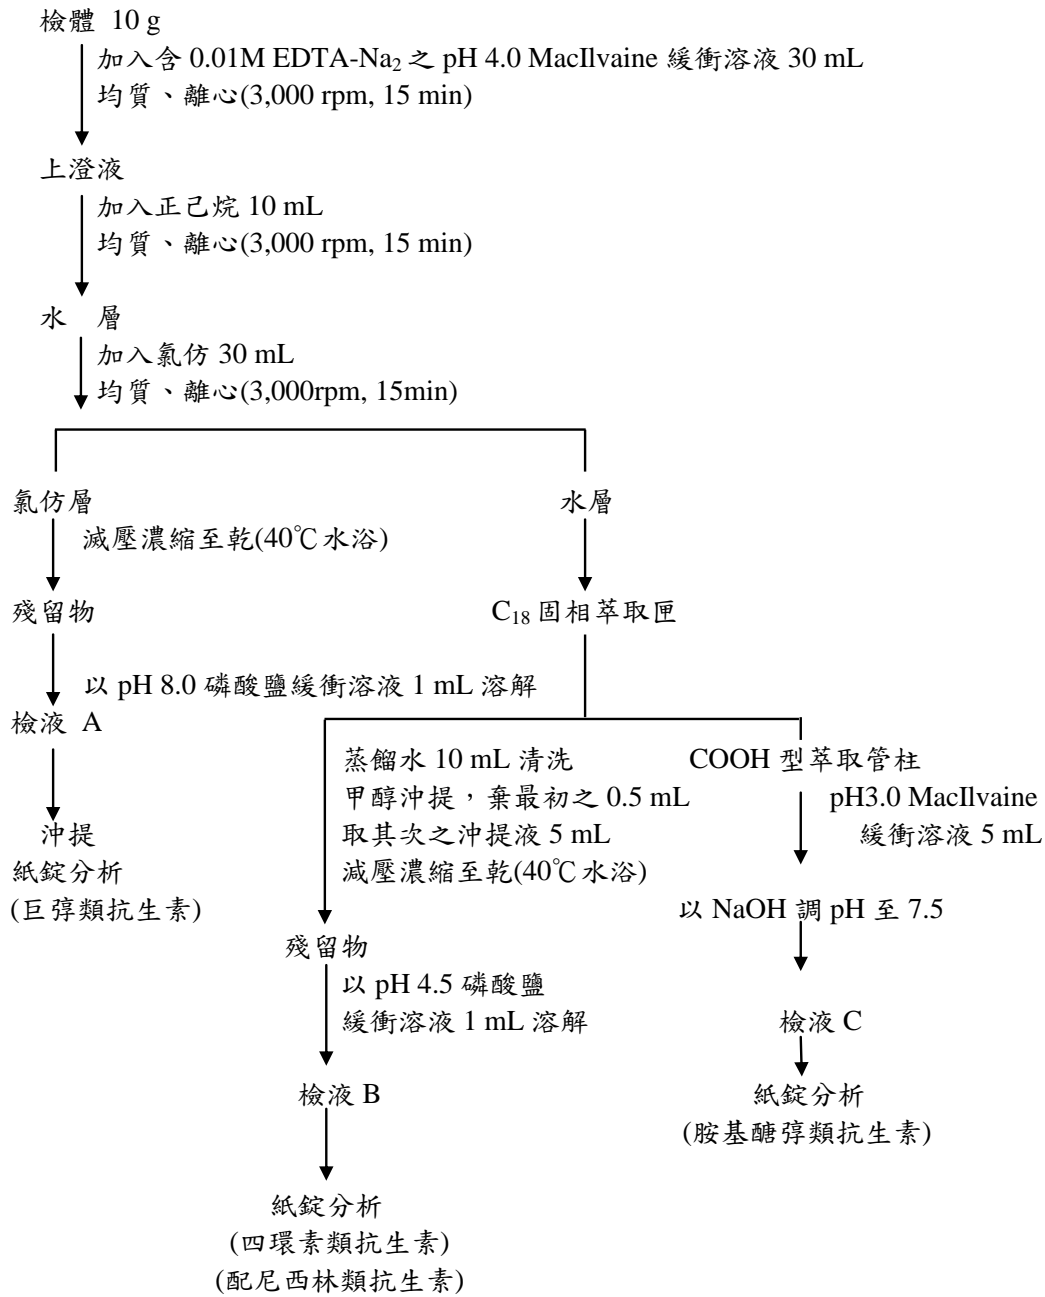 檢體 10 g
加入含 0.01M EDTA-Na₂之 pH 4.0 MacIlvaine 緩衝溶液 30 mL
均質、離心(3,000 rpm, 15 min)
上澄液
加入正己烷 10 mL
均質、離心(3,000 rpm, 15 min)
水 層
加入氯仿 30 mL
均質、離心(3,000rpm, 15min)
氯仿層
水層
減壓濃縮至乾(40℃水浴)
殘留物
C₁₈固相萃取匣
以 pH 8.0 磷酸鹽緩衝溶液 1 mL 溶解
檢液 A
沖提
紙錠分析
(巨彈類抗生素)
蒸餾水 10 mL 清洗
甲醇沖提，棄最初之 0.5 mL
取其次之沖提液 5 mL
減壓濃縮至乾(40℃水浴)
殘留物
以 pH 4.5 磷酸鹽
緩衝溶液 1 mL 溶解
檢液 B
紙錠分析
(四環素類抗生素)
(配尼西林類抗生素)
COOH 型萃取管柱
pH3.0 MacIlvaine
緩衝溶液 5 mL
以 NaOH 調 pH 至 7.5
檢液 C
紙錠分析
(胺基醣彈類抗生素)